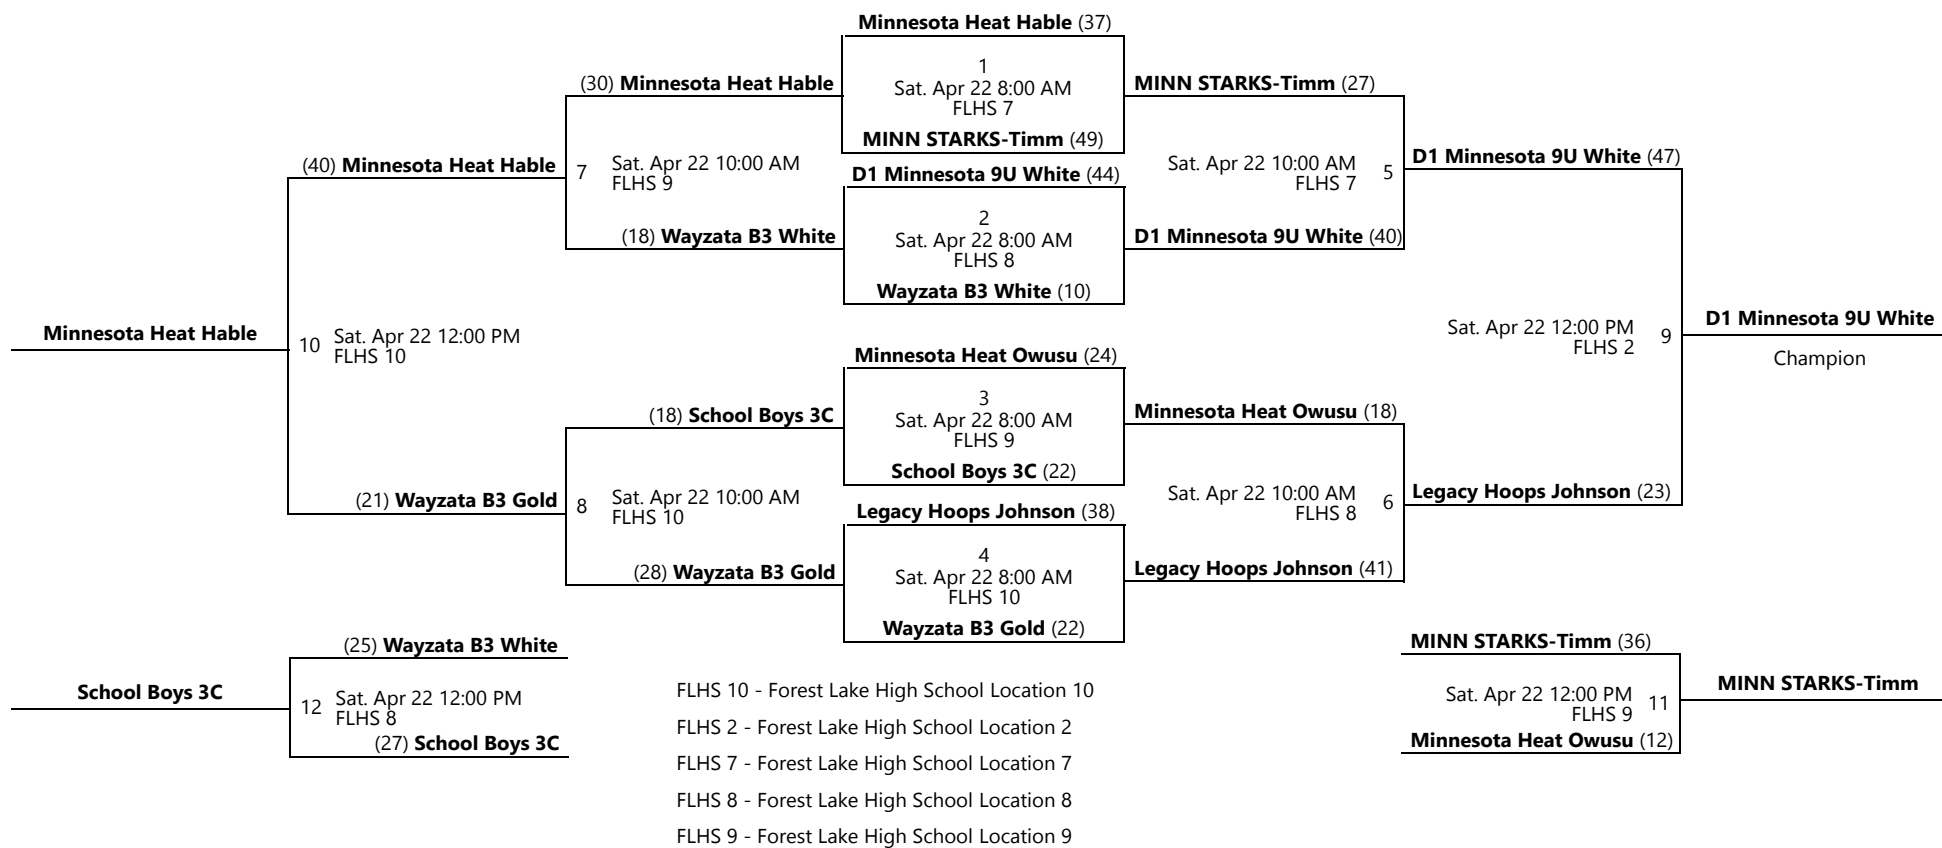 Minnesota Heat Hable (37)
1
Sat. Apr 22 8:00 AM
FLHS 7
MINN STARKS-Timm (49)
D1 Minnesota 9U White (44)
2
Sat. Apr 22 8:00 AM
FLHS 8
Wayzata B3 White (10)
Minnesota Heat Owusu (24)
3
Sat. Apr 22 8:00 AM
FLHS 9
School Boys 3C (22)
Legacy Hoops Johnson (38)
4
Sat. Apr 22 8:00 AM
FLHS 10
Wayzata B3 Gold (22)
(30) Minnesota Heat Hable
7 Sat. Apr 22 10:00 AM
FLHS 9
(18) Wayzata B3 White
(18) School Boys 3C
8 Sat. Apr 22 10:00 AM
FLHS 10
(28) Wayzata B3 Gold
(40) Minnesota Heat Hable
10 Sat. Apr 22 12:00 PM
FLHS 10
(21) Wayzata B3 Gold
Minnesota Heat Hable
(25) Wayzata B3 White
12 Sat. Apr 22 12:00 PM
FLHS 8
(27) School Boys 3C
School Boys 3C
MINN STARKS-Timm (27)
Sat. Apr 22 10:00 AM 5
FLHS 7
D1 Minnesota 9U White (40)
Minnesota Heat Owusu (18)
Sat. Apr 22 10:00 AM 6
FLHS 8
Legacy Hoops Johnson (41)
D1 Minnesota 9U White (47)
Sat. Apr 22 12:00 PM 9
FLHS 2
Legacy Hoops Johnson (23)
D1 Minnesota 9U White
Champion
MINN STARKS-Timm (36)
Sat. Apr 22 12:00 PM 11
FLHS 9
Minnesota Heat Owusu (12)
MINN STARKS-Timm
FLHS 10 - Forest Lake High School Location 10
FLHS 2 - Forest Lake High School Location 2
FLHS 7 - Forest Lake High School Location 7
FLHS 8 - Forest Lake High School Location 8
FLHS 9 - Forest Lake High School Location 9